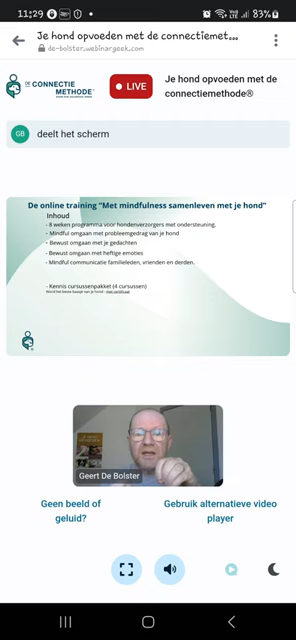 11:29
83%
Je hond opvoeden met de connectiemet...
de-bolster.webinargeek.com
DE CONNECTIE
METHODE
LIVE
Je hond opvoeden met de
connectiemethode®
GB
deelt het scherm
De online training "Met mindfulness samenleven met je hond"
Inhoud
- 8 weken programma voor hondenverzorgers met ondersteuning.
- Mindful omgaan met probleemgedrag van je hond
- Bewust omgaan met je gedachten
- Bewust omgaan met heftige emoties
- Mindful communicatie familieleden, vrienden en derden.
- Kennis cursussenpakket (4 cursussen)
Geert De Bolster
Geen beeld of
geluid?
Gebruik alternatieve video
player